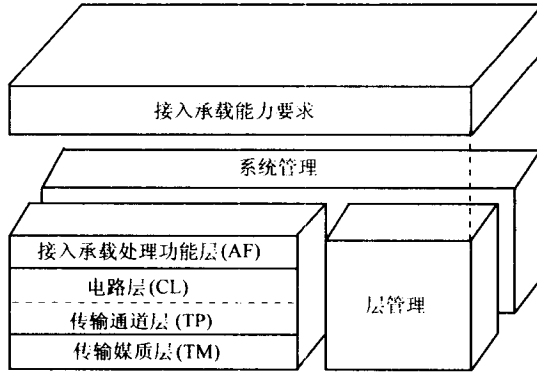 接入承载能力要求
系统管理
接入承载处理功能层(AF)
电路层(CL)
传输通道层(TP)
传输媒质层(TM)
层管理